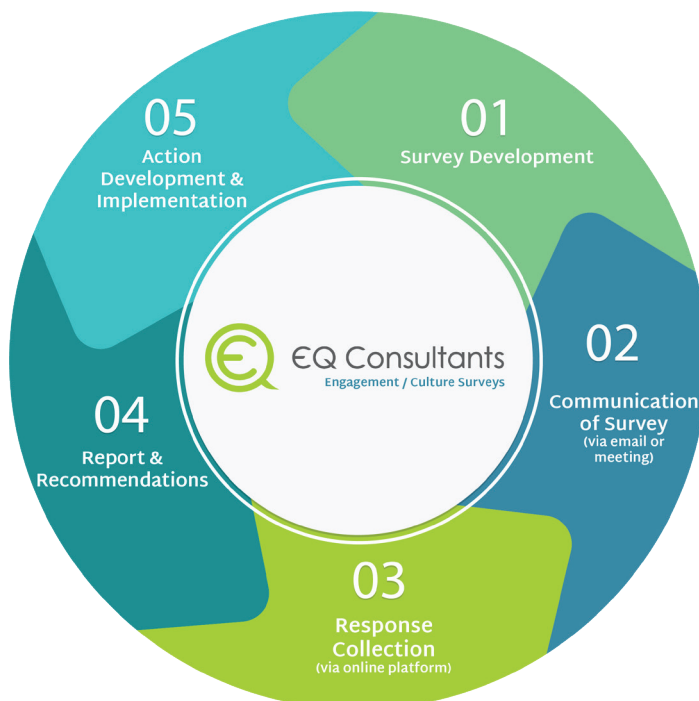 01
Survey Development
02
Communication
of Survey
(via email or
meeting)
03
Response
Collection
(via online platform)
04
Report &
Recommendations
05
Action
Development &
Implementation
EQ Consultants
Engagement / Culture Surveys